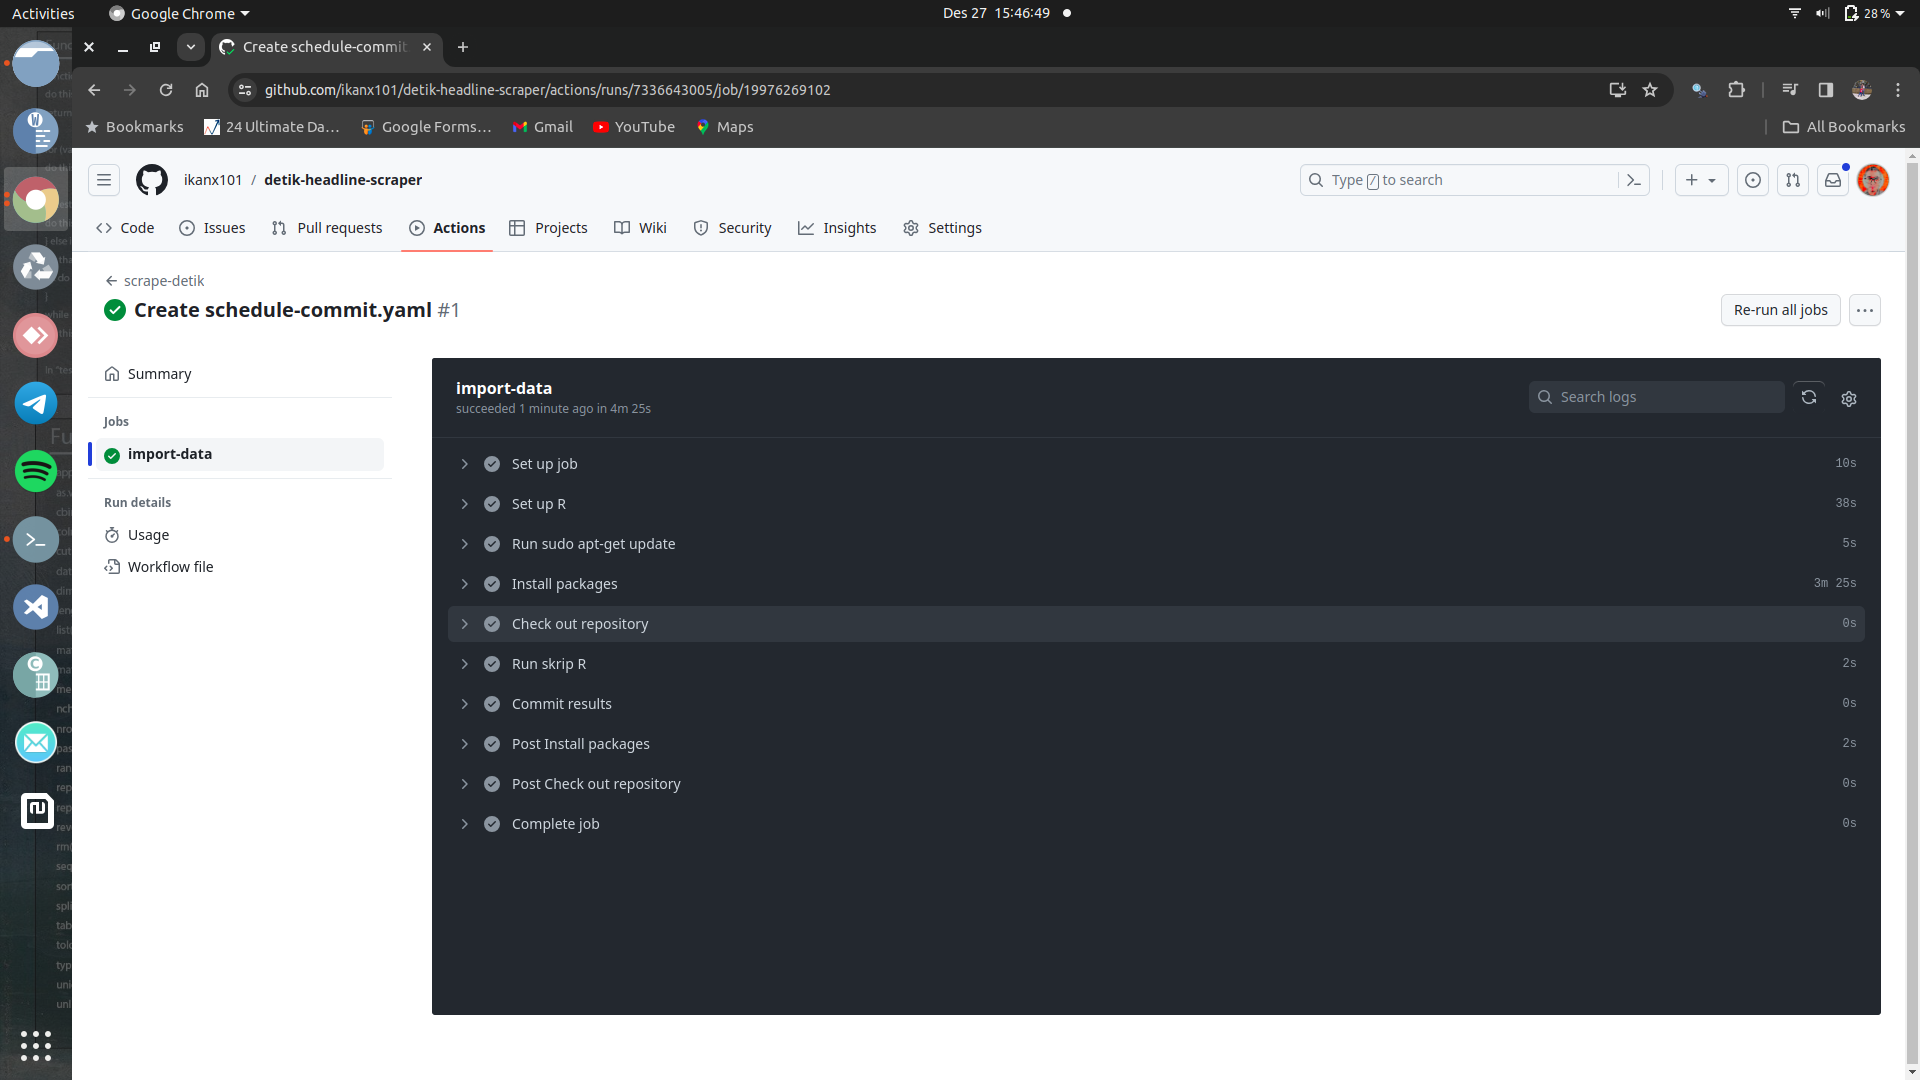 Activities
Google Chrome
Des 27 15:46:49
28 %
Create schedule-commit
github.com/ikanx101/detik-headline-scraper/actions/runs/7336643005/job/19976269102
Bookmarks
24 Ultimate Da...
Google Forms...
Gmail
YouTube
Maps
All Bookmarks
ikanx101 / detik-headline-scraper
Type / to search
Code
Issues
Pull requests
Actions
Projects
Wiki
Security
Insights
Settings
scrape-detik
Create schedule-commit.yaml #1
Re-run all jobs
Summary
Jobs
import-data
Run details
Usage
Workflow file
import-data
succeeded 1 minute ago in 4m 25s
Search logs
Set up job 10s
Set up R 38s
Run sudo apt-get update 5s
Install packages 3m 25s
Check out repository 0s
Run skrip R 2s
Commit results 0s
Post Install packages 2s
Post Check out repository 0s
Complete job 0s